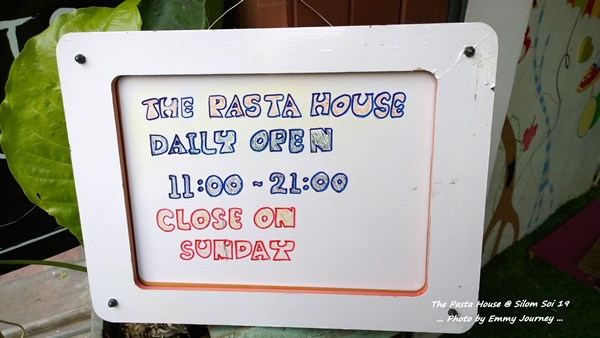 THE PASTA HOUSE
DAILY OPEN
11:00 ~ 21:00
CLOSE ON
SUNDAY
The Pasta House @ Silom Soi 19
... Photo by Emmy Journey ...